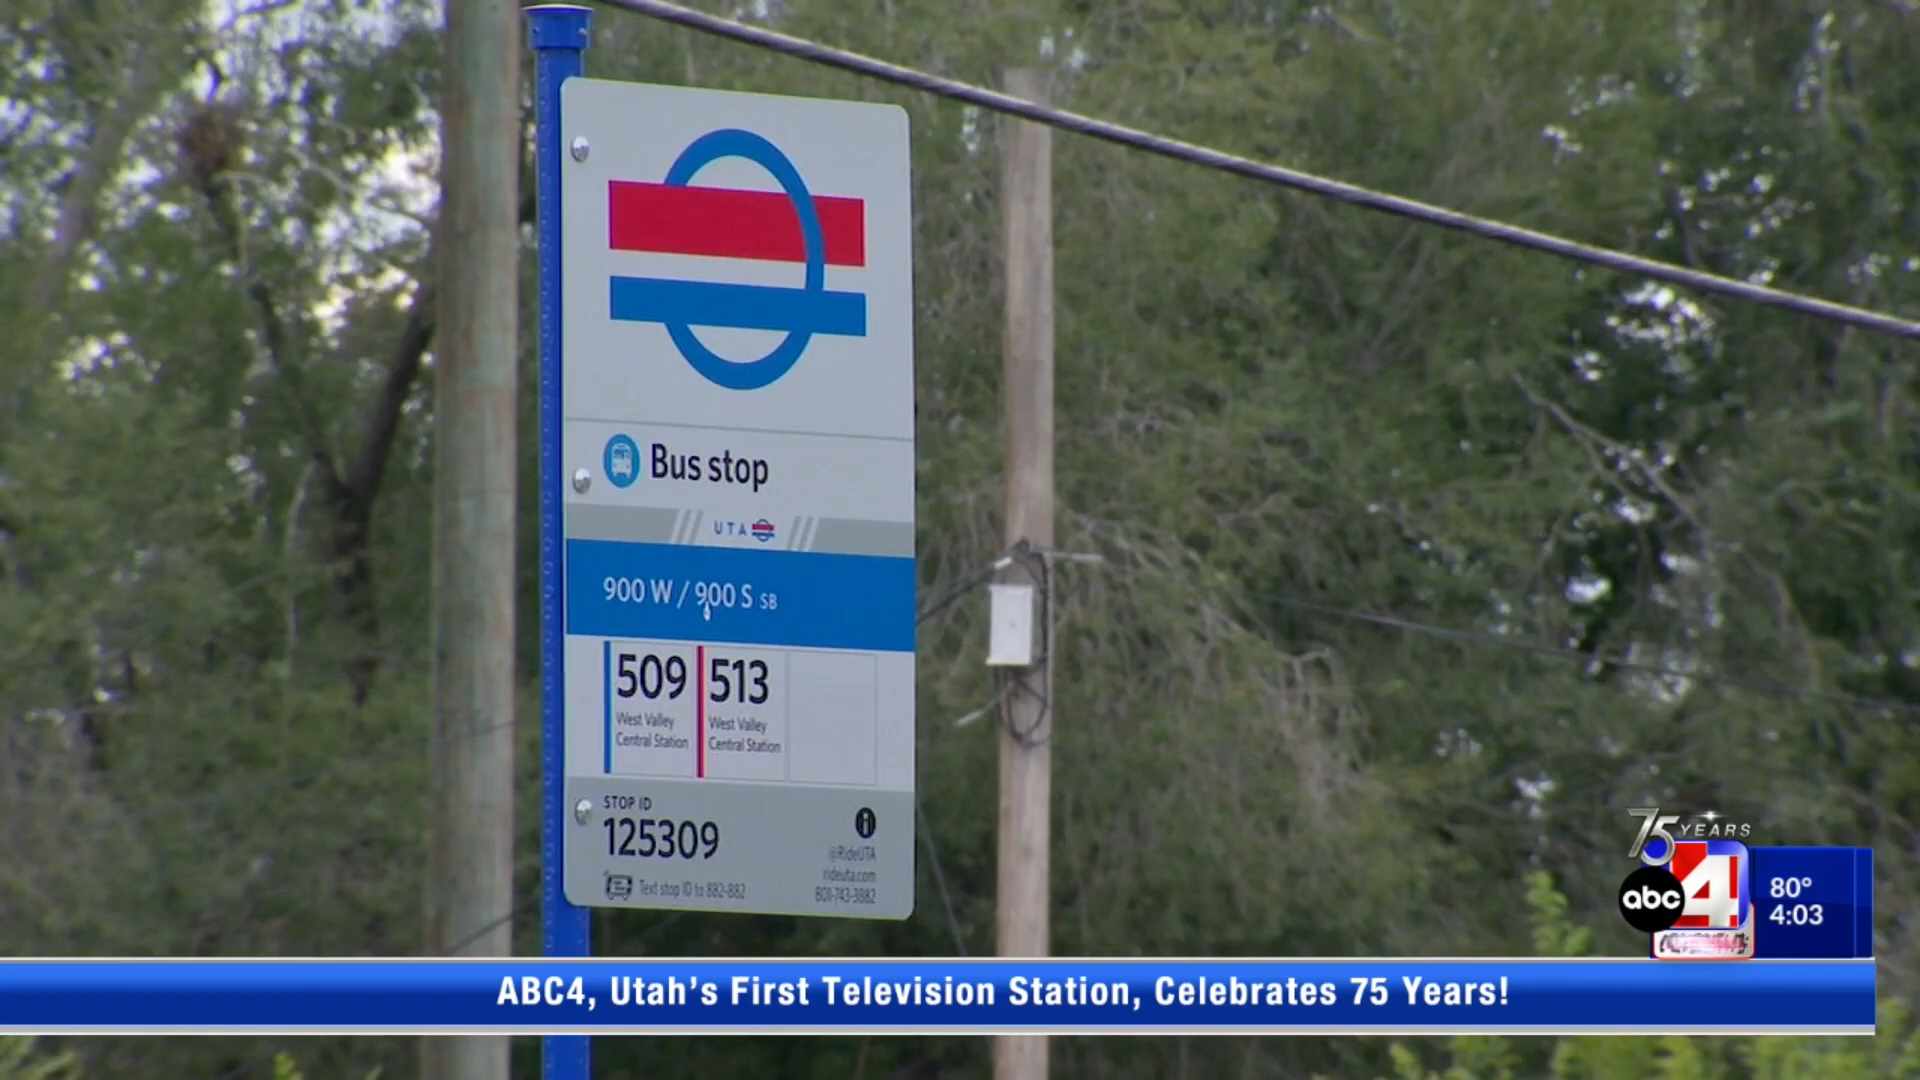 Bus stop
UTA
900 W / 900 S SB
509 513
West Valley Central Station
West Valley Central Station
STOP ID
125309
@RideUTA
rideuta.com
801-743-3882
Text stop ID to 882-882
75 YEARS
abc 4
80°
4:03
ABC4, Utah's First Television Station, Celebrates 75 Years!